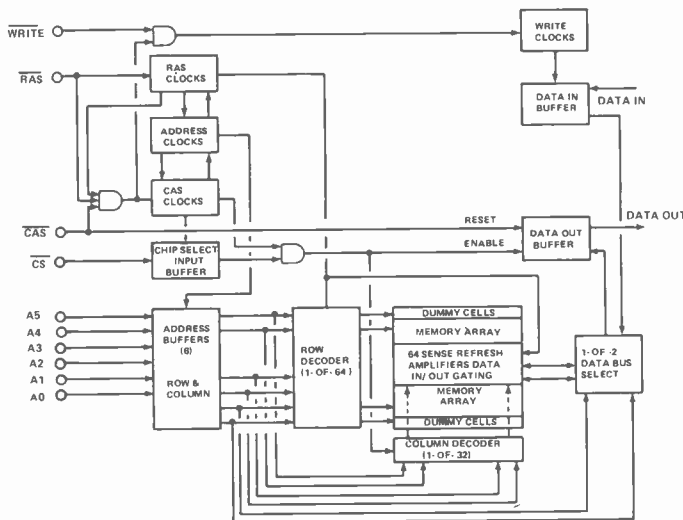 WRITE
WRITE
CLOCKS
RAS
RAS
CLOCKS
DATA IN
BUFFER
DATA IN
ADDRESS
CLOCKS
CAS
CLOCKS
CAS
RESET
DATA OUT
BUFFER
DATA OUT
CS
CHIP SELECT
INPUT
BUFFER
ENABLE
A5
A4
A3
A2
A1
A0
ADDRESS
BUFFERS
(6)
ROW &
COLUMN
ROW
DECODER
(1-OF-64)
DUMMY CELLS
MEMORY ARRAY
64 SENSE REFRESH
AMPLIFIERS DATA
IN/OUT GATING
MEMORY
ARRAY
DUMMY CELLS
COLUMN DECODER
(1-OF-32)
1-OF-2
DATA BUS
SELECT